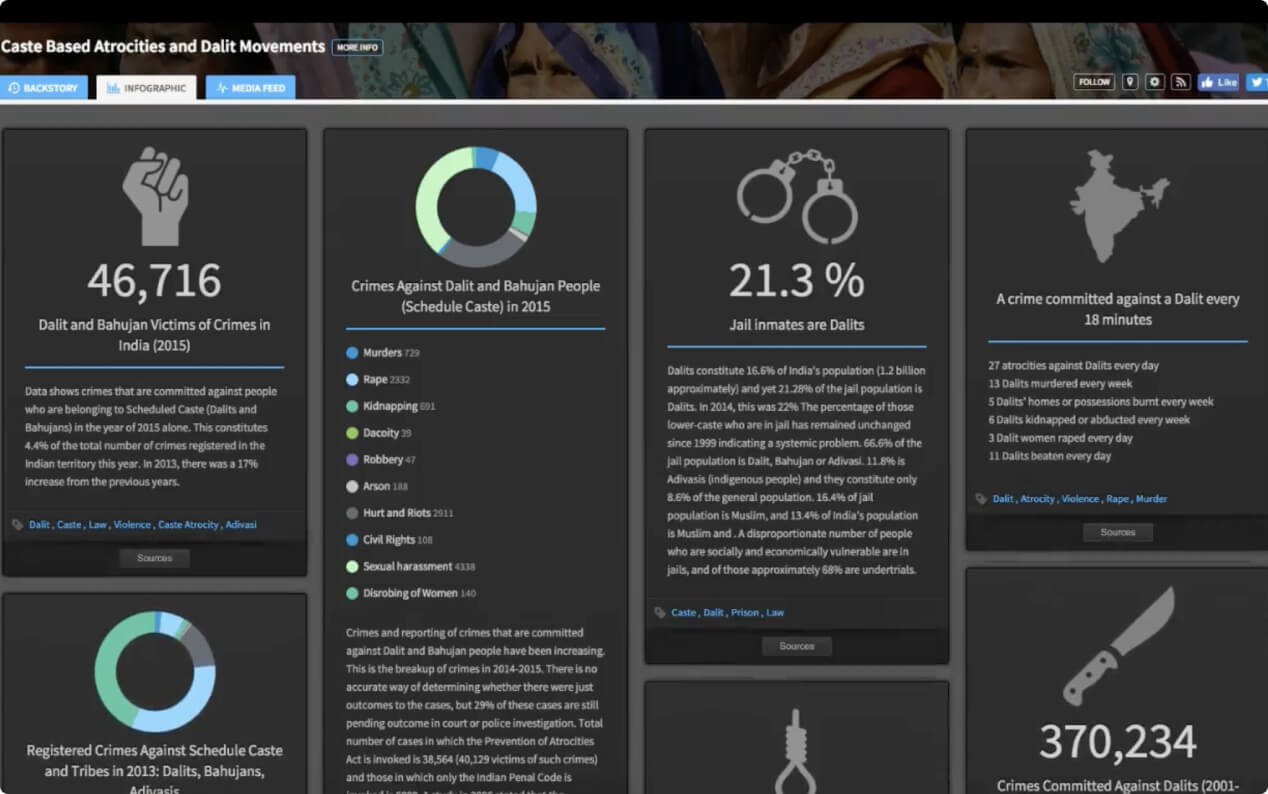 Caste Based Atrocities and Dalit Movements MORE INFO
BACKSTORY INFOGRAPHIC MEDIA FEED
FOLLOW Like
46,716
Dalit and Bahujan Victims of Crimes in
India (2015)
Data shows crimes that are committed against people
who are belonging to Scheduled Caste (Dalits and
Bahujans) in the year of 2015 alone. This constitutes
4.4% of the total number of crimes registered in the
Indian territory this year. In 2013, there was a 17%
increase from the previous years.
Dalit , Caste , Law , Violence , Caste Atrocity , Adivasi
Sources
Registered Crimes Against Schedule Caste
and Tribes in 2013: Dalits, Bahujans,
Adivasis
Crimes Against Dalit and Bahujan People
(Schedule Caste) in 2015
Murders 729
Rape 2332
Kidnapping 691
Dacoity 39
Robbery 47
Arson 188
Hurt and Riots 2911
Civil Rights 108
Sexual harassment 4338
Disrobing of Women 140
Crimes and reporting of crimes that are committed
against Dalit and Bahujan people have been increasing.
This is the breakup of crimes in 2014-2015. There is no
accurate way of determining whether there were just
outcomes to the cases, but 29% of these cases are still
pending outcome in court or police investigation. Total
number of cases in which the Prevention of Atrocities
Act is invoked is 38,564 (40,129 victims of such crimes)
and those in which only the Indian Penal Code is
21.3 %
Jail inmates are Dalits
Dalits constitute 16.6% of India's population (1.2 billion
approximately) and yet 21.28% of the jail population is
Dalits. In 2014, this was 22% The percentage of those
lower-caste who are in jail has remained unchanged
since 1999 indicating a systemic problem. 66.6% of the
jail population is Dalit, Bahujan or Adivasi. 11.8% is
Adivasis (indigenous people) and they constitute only
8.6% of the general population. 16.4% of jail
population is Muslim, and 13.4% of India's population
is Muslim and . A disproportionate number of people
who are socially and economically vulnerable are in
jails, and of those approximately 68% are undertrials.
Caste , Dalit , Prison , Law
Sources
A crime committed against a Dalit every
18 minutes
27 atrocities against Dalits every day
13 Dalits murdered every week
5 Dalits' homes or possessions burnt every week
6 Dalits kidnapped or abducted every week
3 Dalit women raped every day
11 Dalits beaten every day
Dalit , Atrocity , Violence , Rape , Murder
Sources
370,234
Crimes Committed Against Dalits (2001-